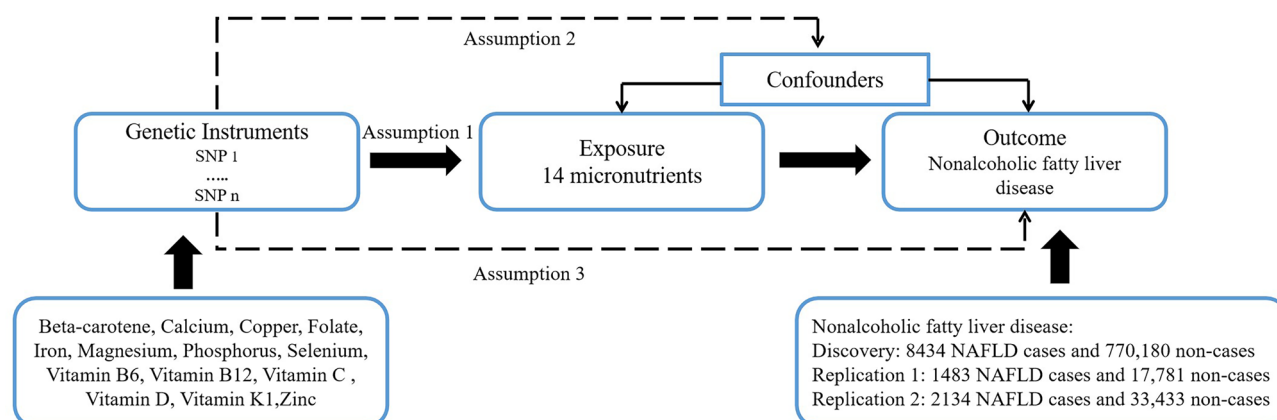 Assumption 2
Confounders
Genetic Instruments
SNP 1
.....
SNP n
Assumption 1
Exposure
14 micronutrients
Outcome
Nonalcoholic fatty liver
disease
Assumption 3
Beta-carotene, Calcium, Copper, Folate,
Iron, Magnesium, Phosphorus, Selenium,
Vitamin B6, Vitamin B12, Vitamin C ,
Vitamin D, Vitamin K1,Zinc
Nonalcoholic fatty liver disease:
Discovery: 8434 NAFLD cases and 770,180 non-cases
Replication 1: 1483 NAFLD cases and 17,781 non-cases
Replication 2: 2134 NAFLD cases and 33,433 non-cases